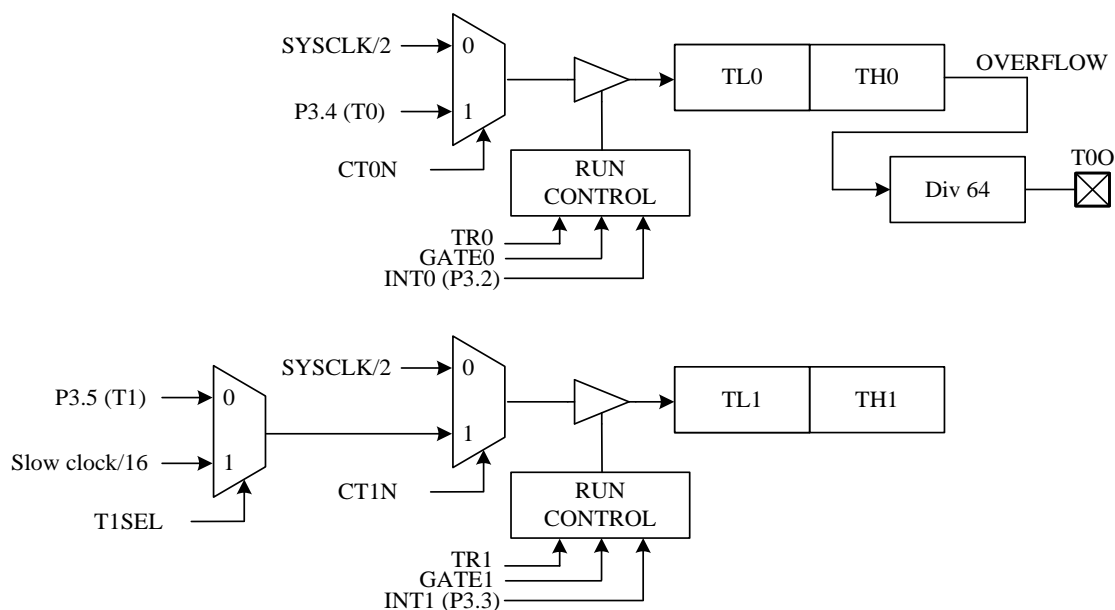 SYSCLK/2
0
TL0
TH0
OVERFLOW
P3.4 (T0)
1
CT0N
RUN
CONTROL
T0O
Div 64
TR0
GATE0
INT0 (P3.2)
SYSCLK/2
0
P3.5 (T1)
0
TL1
TH1
1
Slow clock/16
1
CT1N
RUN
CONTROL
T1SEL
TR1
GATE1
INT1 (P3.3)